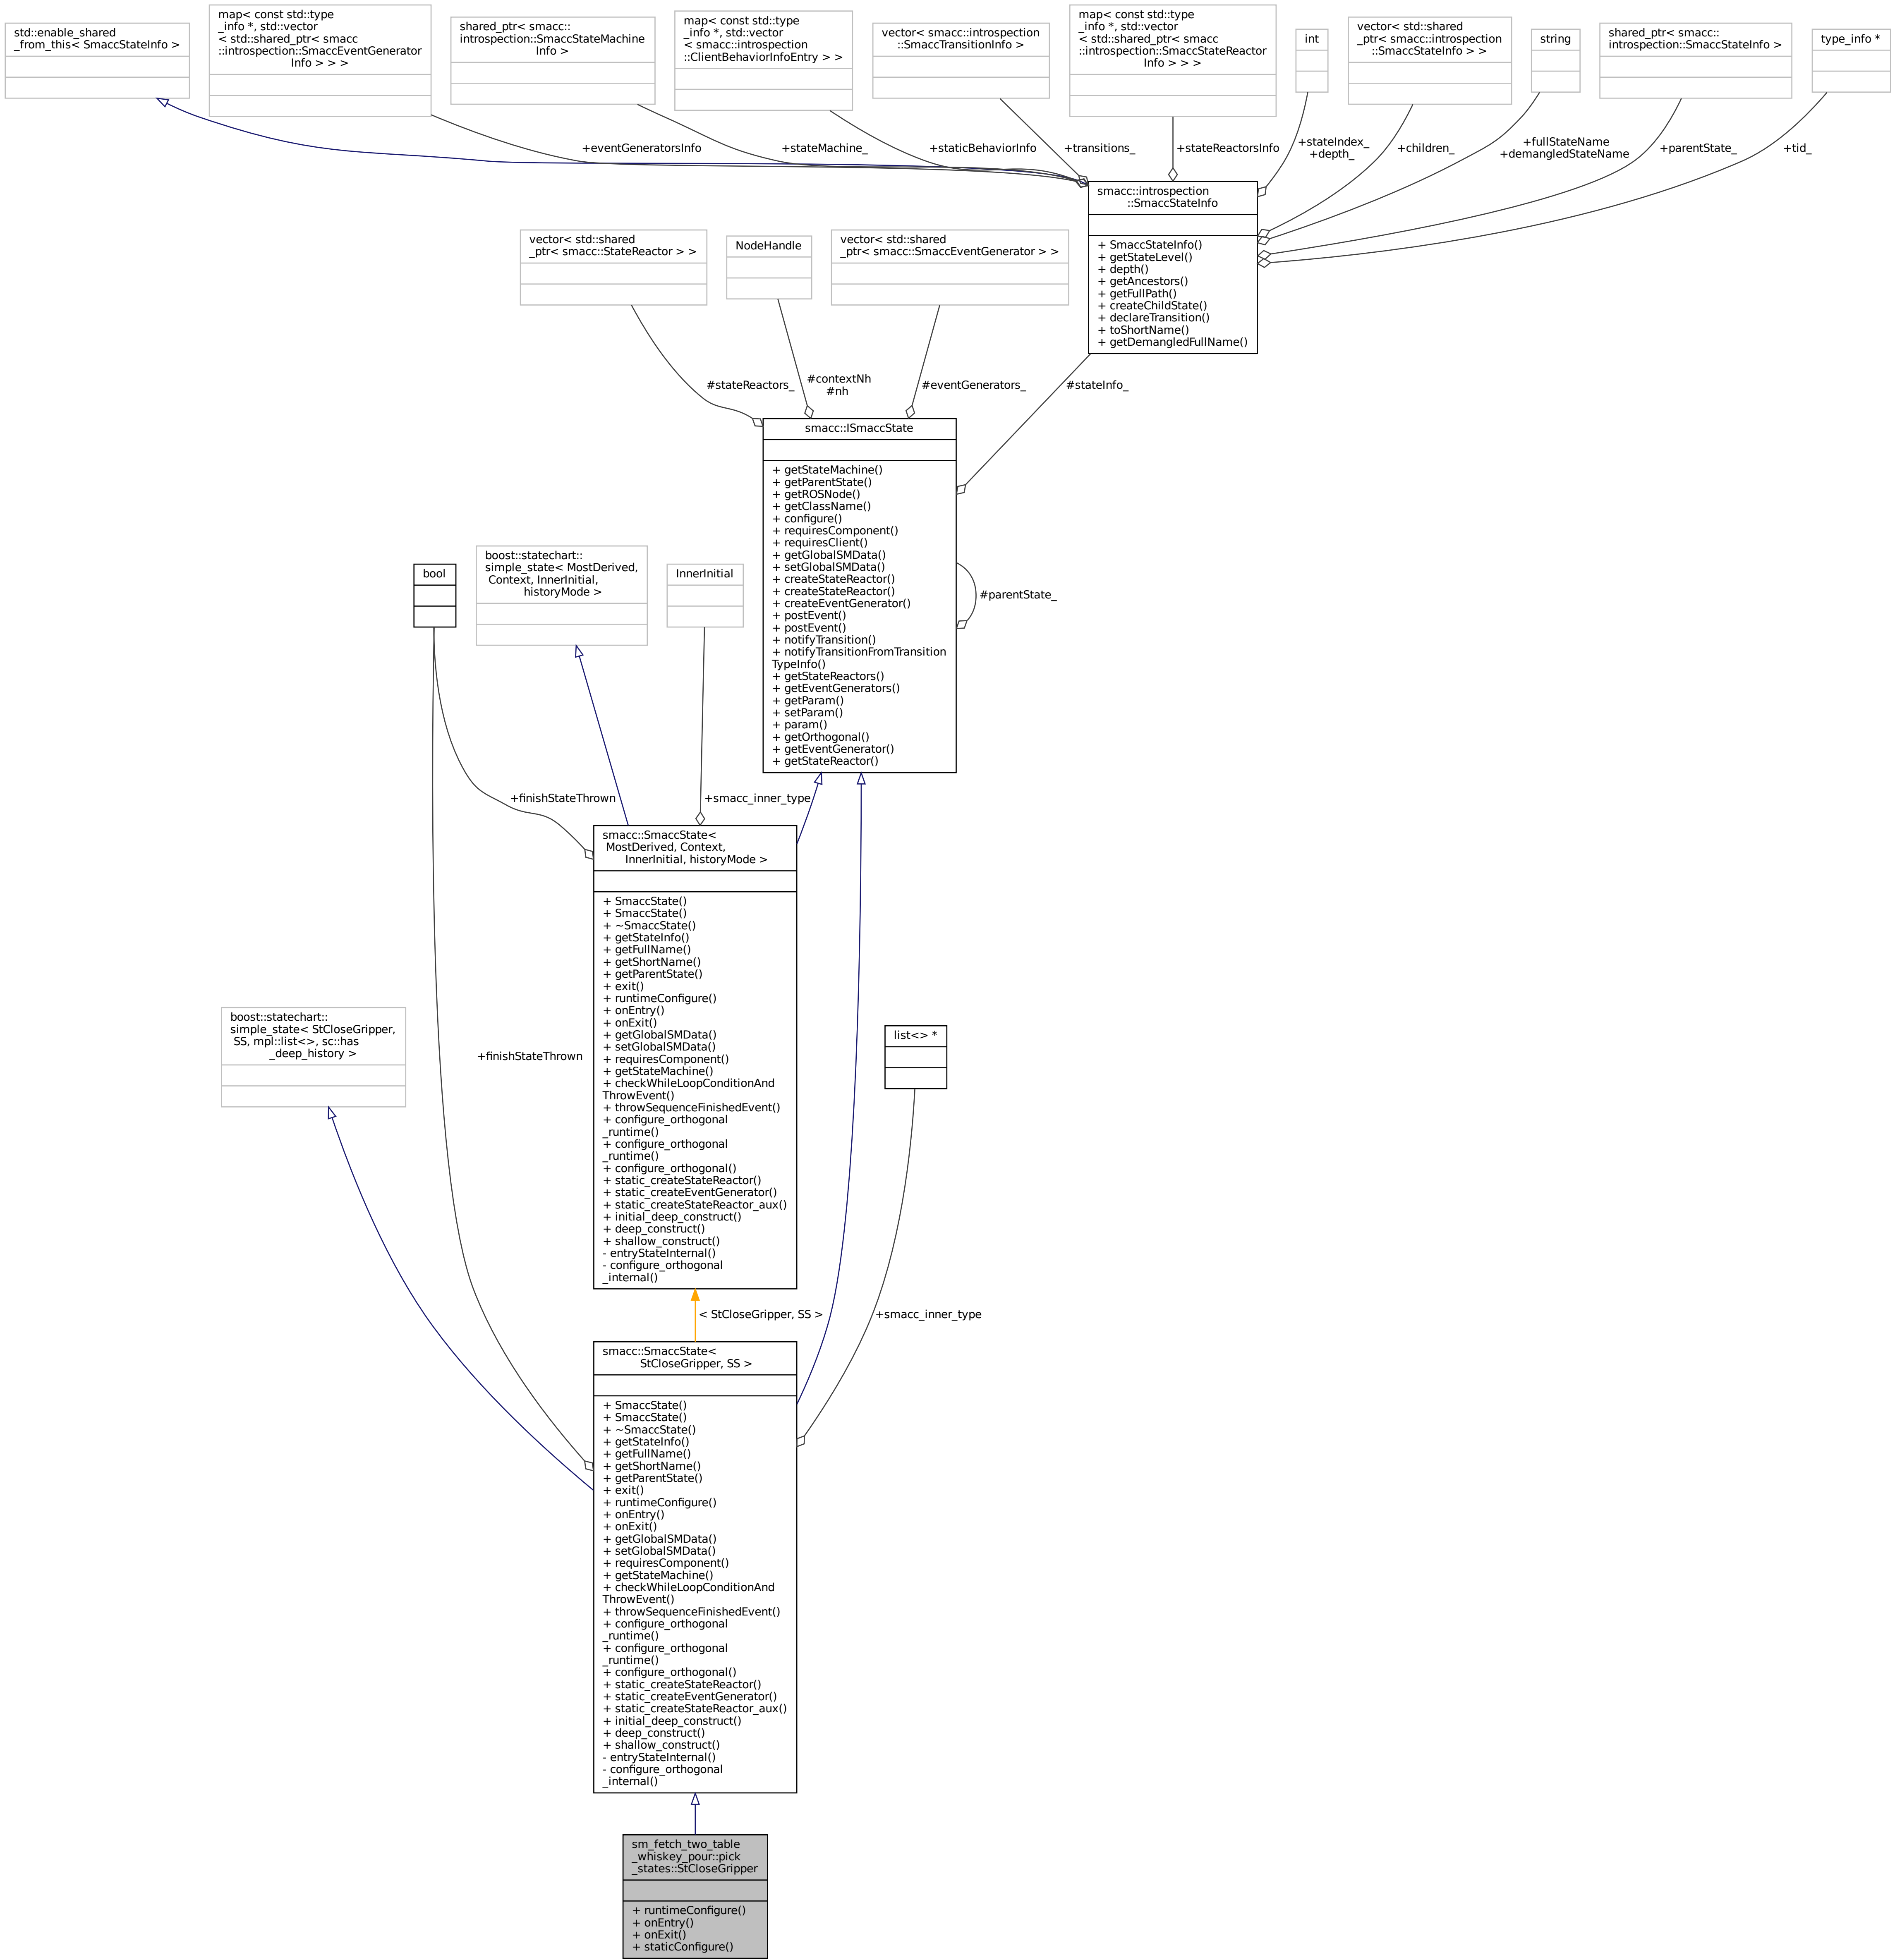 std::enable_shared
_from_this< SmaccStateInfo >
map< const std::type
_info *, std::vector
< std::shared_ptr< smacc
::introspection::SmaccEventGenerator
Info > > >
shared_ptr< smacc::
introspection::SmaccStateMachine
Info >
map< const std::type
_info *, std::vector
< smacc::introspection
::ClientBehaviorInfoEntry > >
vector< smacc::introspection
::SmaccTransitionInfo >
map< const std::type
_info *, std::vector
< std::shared_ptr< smacc
::introspection::SmaccStateReactor
Info > > >
int
vector< std::shared
_ptr< smacc::introspection
::SmaccStateInfo > >
string
shared_ptr< smacc::
introspection::SmaccStateInfo >
type_info *
+eventGeneratorsInfo
+stateMachine_
+staticBehaviorInfo
+transitions_
+stateReactorsInfo
+stateIndex_
+depth_
+children_
+fullStateName
+demangledStateName
+parentState_
+tid_
smacc::introspection
::SmaccStateInfo
+ SmaccStateInfo()
+ getStateLevel()
+ depth()
+ getAncestors()
+ getFullPath()
+ createChildState()
+ declareTransition()
+ toShortName()
+ getDemangledFullName()
vector< std::shared
_ptr< smacc::StateReactor > >
NodeHandle
vector< std::shared
_ptr< smacc::SmaccEventGenerator > >
#stateReactors_
#contextNh
#nh
#eventGenerators_
#stateInfo_
smacc::ISmaccState
+ getStateMachine()
+ getParentState()
+ getROSNode()
+ getClassName()
+ configure()
+ requiresComponent()
+ requiresClient()
+ getGlobalSMData()
+ setGlobalSMData()
+ createStateReactor()
+ createStateReactor()
+ createEventGenerator()
+ postEvent()
+ postEvent()
+ notifyTransition()
+ notifyTransitionFromTransition
TypeInfo()
+ getStateReactors()
+ getEventGenerators()
+ getParam()
+ setParam()
+ param()
+ getOrthogonal()
+ getEventGenerator()
+ getStateReactor()
#parentState_
bool
boost::statechart::
simple_state< MostDerived,
Context, InnerInitial,
historyMode >
InnerInitial
+finishStateThrown
+smacc_inner_type
smacc::SmaccState<
MostDerived, Context,
InnerInitial, historyMode >
+ SmaccState()
+ SmaccState()
+ ~SmaccState()
+ getStateInfo()
+ getFullName()
+ getShortName()
+ getParentState()
+ exit()
+ runtimeConfigure()
+ onEntry()
+ onExit()
+ getGlobalSMData()
+ setGlobalSMData()
+ requiresComponent()
+ getStateMachine()
+ checkWhileLoopConditionAnd
ThrowEvent()
+ throwSequenceFinishedEvent()
+ configure_orthogonal
_runtime()
+ configure_orthogonal
_runtime()
+ configure_orthogonal()
+ static_createStateReactor()
+ static_createEventGenerator()
+ static_createStateReactor_aux()
+ initial_deep_construct()
+ deep_construct()
+ shallow_construct()
- entryStateInternal()
- configure_orthogonal
_internal()
boost::statechart::
simple_state< StCloseGripper,
SS, mpl::list<>, sc::has
_deep_history >
+finishStateThrown
list<> *
< StCloseGripper, SS >
+smacc_inner_type
smacc::SmaccState<
StCloseGripper, SS >
+ SmaccState()
+ SmaccState()
+ ~SmaccState()
+ getStateInfo()
+ getFullName()
+ getShortName()
+ getParentState()
+ exit()
+ runtimeConfigure()
+ onEntry()
+ onExit()
+ getGlobalSMData()
+ setGlobalSMData()
+ requiresComponent()
+ getStateMachine()
+ checkWhileLoopConditionAnd
ThrowEvent()
+ throwSequenceFinishedEvent()
+ configure_orthogonal
_runtime()
+ configure_orthogonal
_runtime()
+ configure_orthogonal()
+ static_createStateReactor()
+ static_createEventGenerator()
+ static_createStateReactor_aux()
+ initial_deep_construct()
+ deep_construct()
+ shallow_construct()
- entryStateInternal()
- configure_orthogonal
_internal()
sm_fetch_two_table
_whiskey_pour::pick
_states::StCloseGripper
+ runtimeConfigure()
+ onEntry()
+ onExit()
+ staticConfigure()